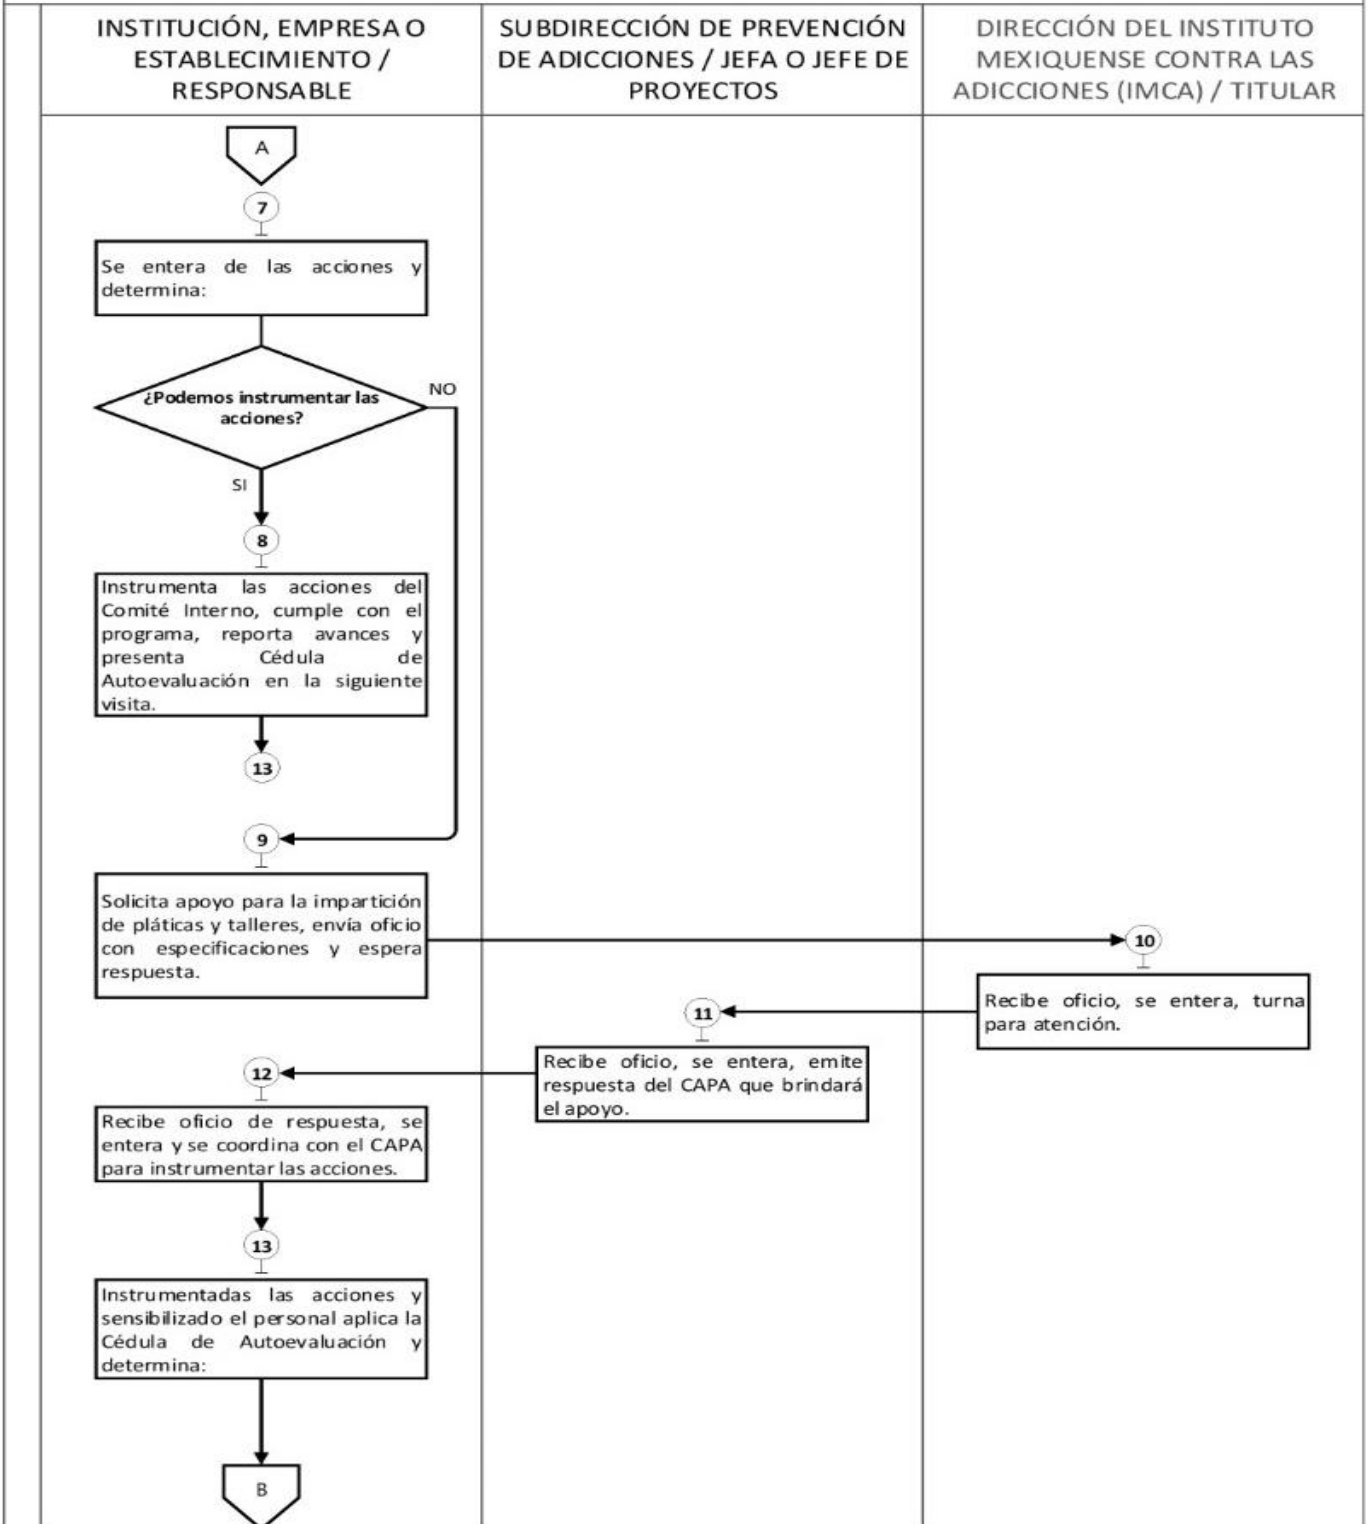 INSTITUCIÓN, EMPRESA O
ESTABLECIMIENTO /
RESPONSABLE
SUBDIRECCIÓN DE PREVENCIÓN
DE ADICCIONES / JEFA O JEFE DE
PROYECTOS
DIRECCIÓN DEL INSTITUTO
MEXIQUENSE CONTRA LAS
ADICCIONES (IMCA) / TITULAR
A
7
Se entera de las acciones y
determina:
¿Podemos instrumentar las
acciones?
NO
SI
8
Instrumenta las acciones del
Comité Interno, cumple con el
programa, reporta avances y
presenta Cédula de
Autoevaluación en la siguiente
visita.
13
9
Solicita apoyo para la impartición
de pláticas y talleres, envía oficio
con especificaciones y espera
respuesta.
10
Recibe oficio, se entera, turna
para atención.
11
Recibe oficio, se entera, emite
respuesta del CAPA que brindará
el apoyo.
12
Recibe oficio de respuesta, se
entera y se coordina con el CAPA
para instrumentar las acciones.
13
Instrumentadas las acciones y
sensibilizado el personal aplica la
Cédula de Autoevaluación y
determina:
B